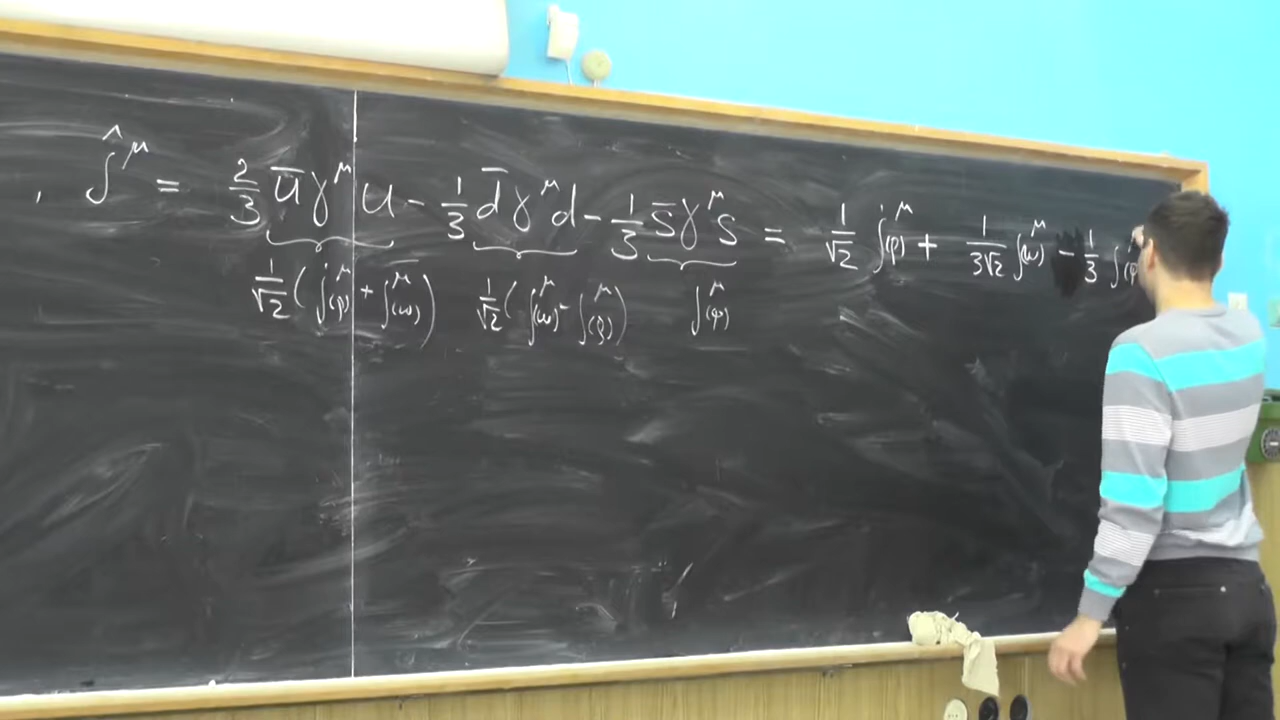 , ĵ^μ = 2/3 ūγ^μ u - 1/3 d̄γ^μ d - 1/3 s̄γ^μ s = 1/√2 j^μ_(ρ) + 1/3√2 j^μ_(ω) - 1/3 j
1/√2 ( j^μ_(ρ) + j^μ_(ω) ) 1/√2 ( j^μ_(ω) - j^μ_(ρ) ) j^μ_(φ)